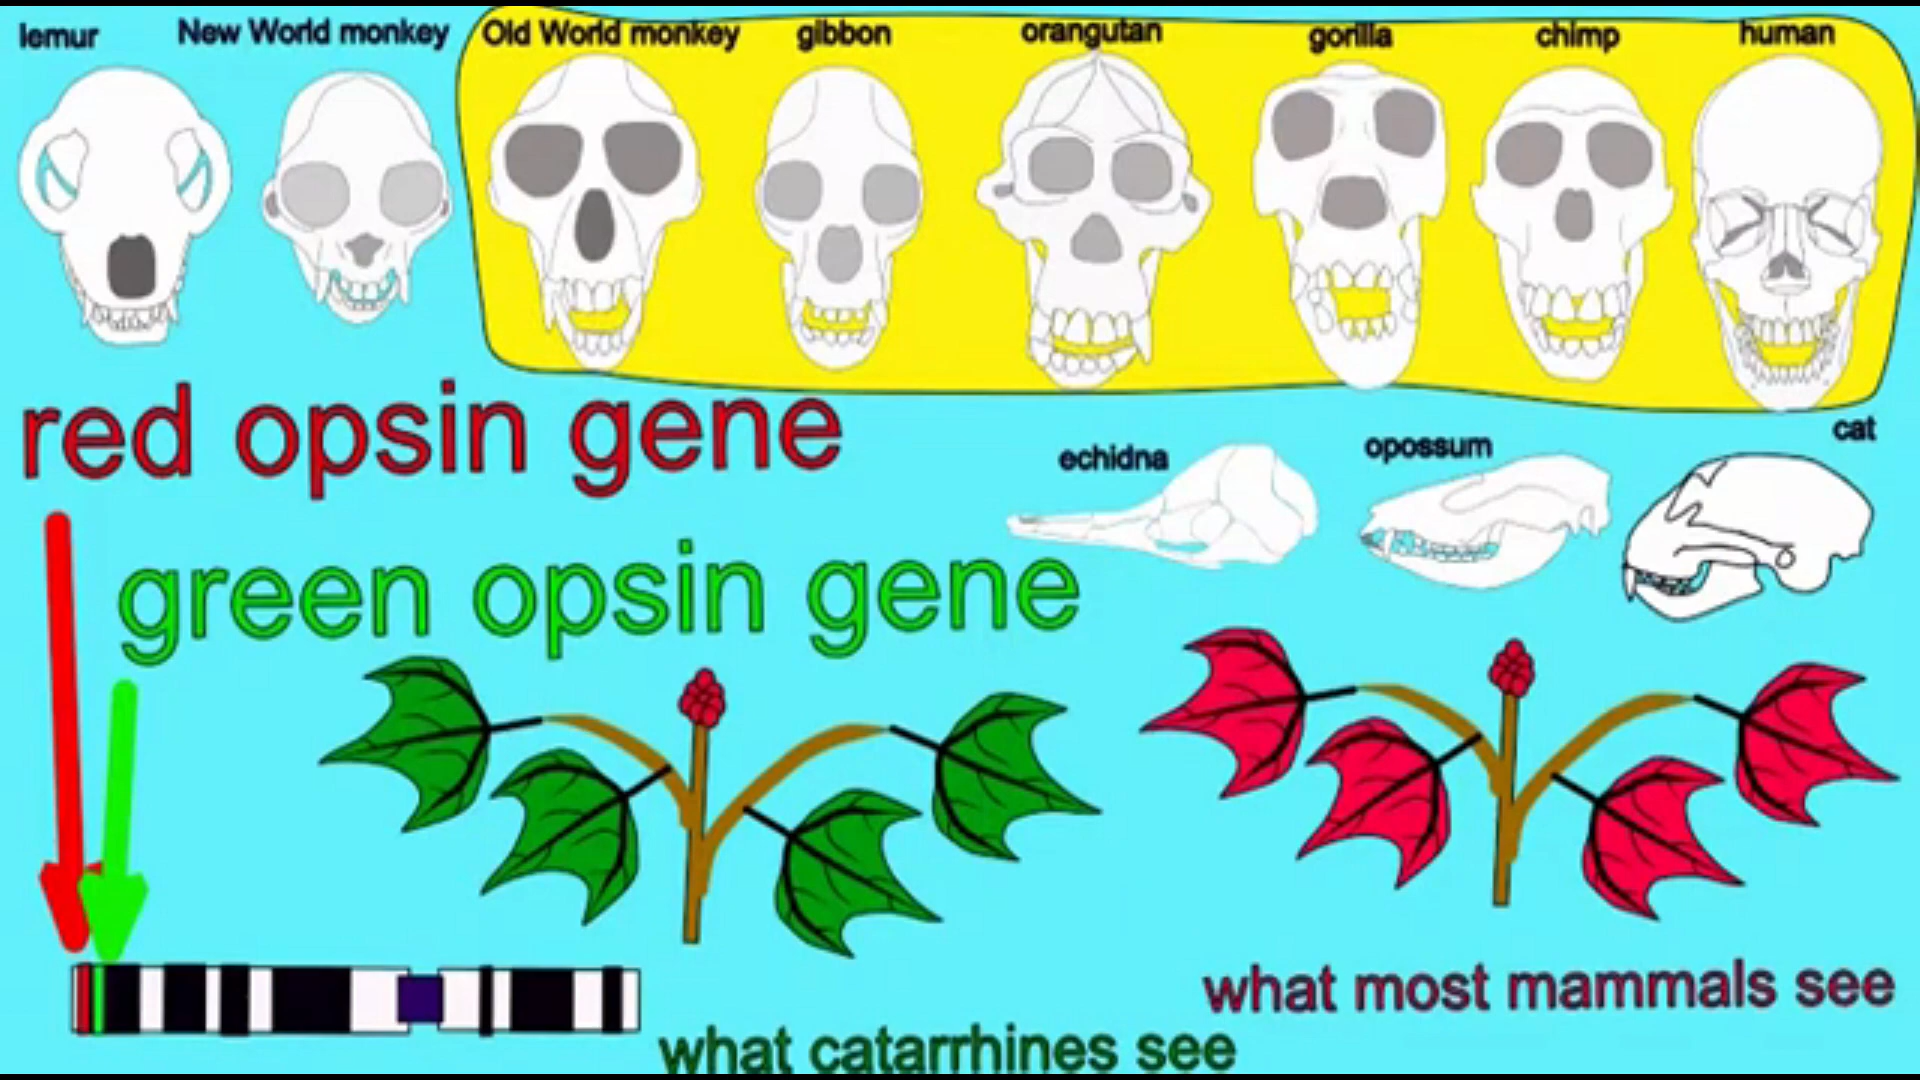 lemur
New World monkey
Old World monkey
gibbon
orangutan
gorilla
chimp
human
red opsin gene
cat
echidna
opossum
green opsin gene
what most mammals see
what catarrhines see